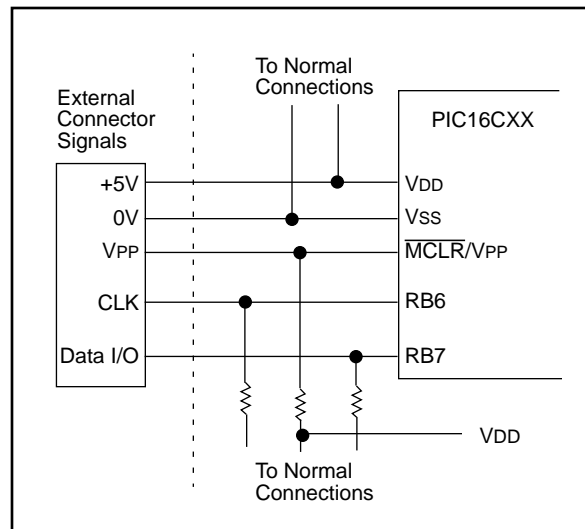 To Normal
Connections
External
Connector
Signals
PIC16CXX
+5V
VDD
0V
VSS
VPP
MCLR/VPP
CLK
RB6
Data I/O
RB7
VDD
To Normal
Connections